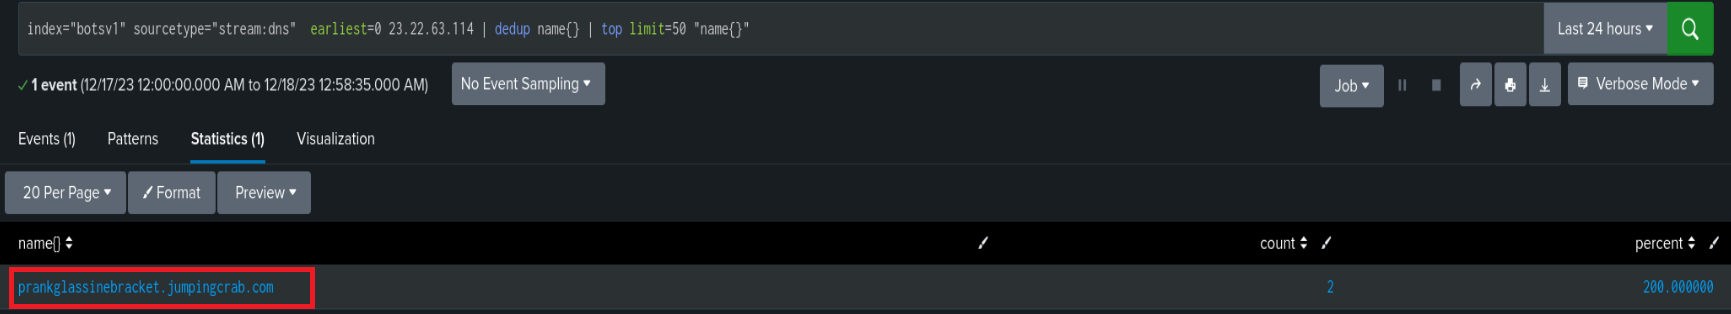 index="botsv1" sourcetype="stream:dns"  earliest=0 23.22.63.114 | dedup name{} | top limit=50 "name{}"
Last 24 hours
1 event (12/17/23 12:00:00.000 AM to 12/18/23 12:58:35.000 AM)
No Event Sampling
Job
Verbose Mode
Events (1)
Patterns
Statistics (1)
Visualization
20 Per Page
Format
Preview
name{}
count
percent
prankglassinebracket.jumpingcrab.com
2
200.000000